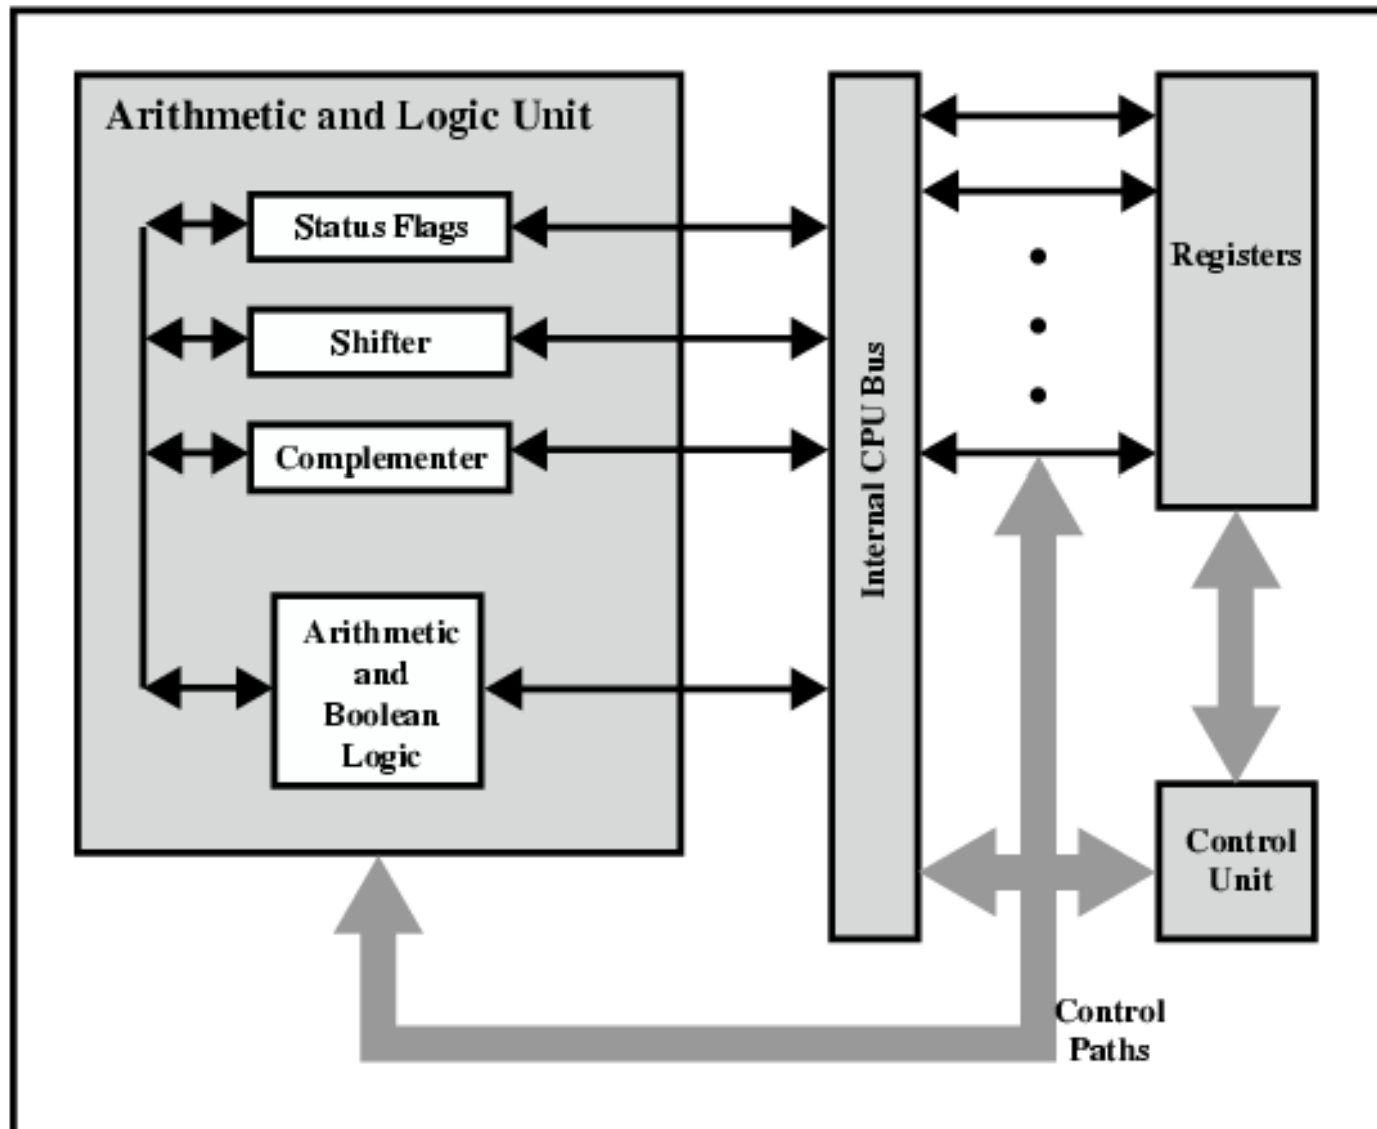 Arithmetic and Logic Unit
Status Flags
Shifter
Complementer
Arithmetic
and
Boolean
Logic
Internal CPU Bus
Registers
Control
Unit
Control
Paths